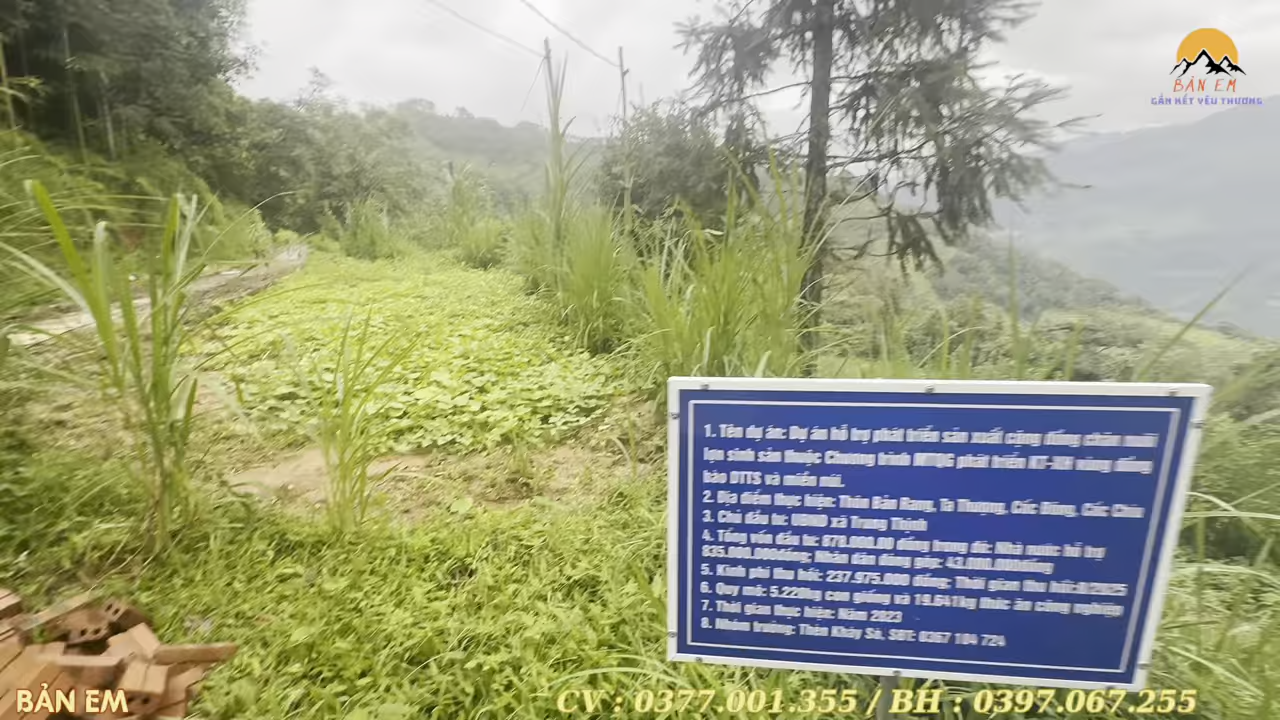 BẢN EM
GẮN KẾT YÊU THƯƠNG
1. Tên dự án: Dự án hỗ trợ phát triển sản xuất cộng đồng chăn nuôi
lợn sinh sản thuộc Chương trình MTQG phát triển KT-XH vùng đồng
bào DTTS và miền núi.
2. Địa điểm thực hiện: Thôn Bản Rang, Ta Thượng, Cốc Đông, Cốc
3. Chủ đầu tư: UBND xã Trung Thịnh
4. Tổng vốn đầu tư: 878.000.00 đồng trong đó: Nhà nước hỗ trợ
835.000.000đồng; Nhân dân đóng góp: 43.000.000đồng
5. Kinh phí thu hồi: 237.975.000 đồng; Thời gian thu hồi:
6. Quy mô: 5.220kg con giống và 19.641kg thức ăn công nghiệp
7. Thời gian thực hiện: Năm 2023
8. Nhóm trưởng: Thèn Kháy Sà. SĐT: 0367 104 724
BẢN EM
CV : 0377.001.355 / BH : 0397.067.255